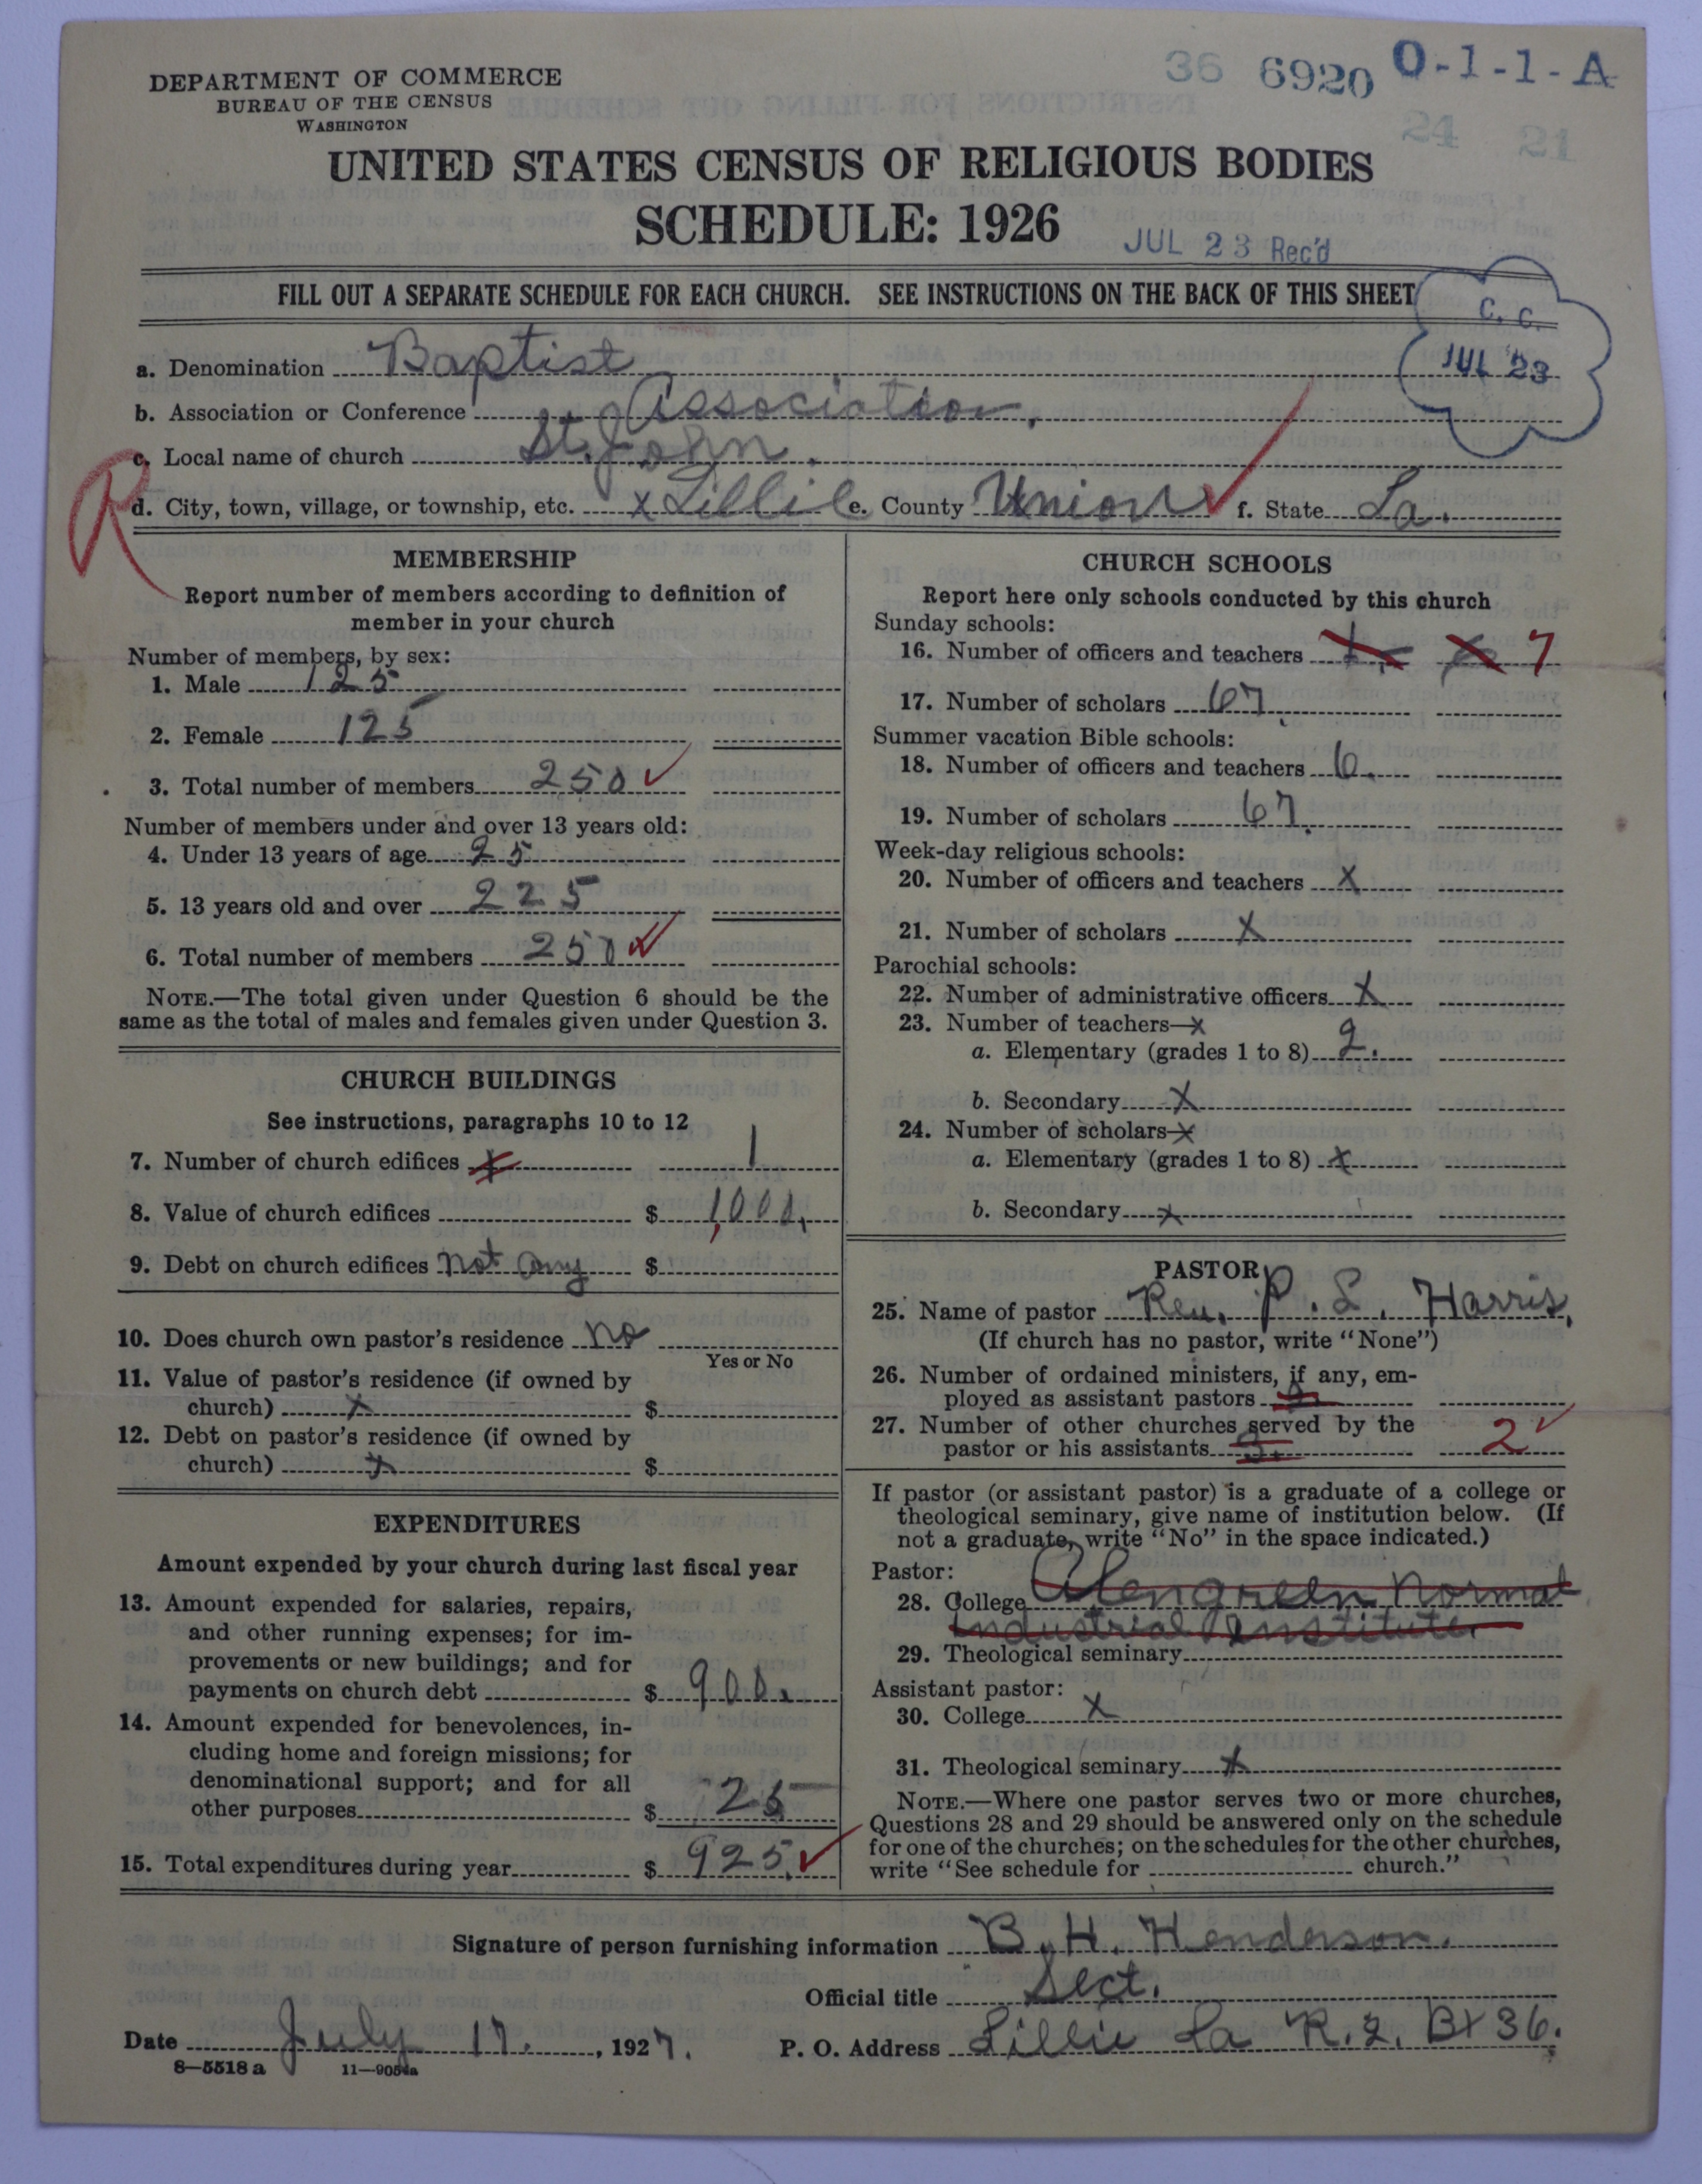 36 6920 0-1-1-A
DEPARTMENT OF COMMERCE
BUREAU OF THE CENSUS
WASHINGTON
24 21
UNITED STATES CENSUS OF RELIGIOUS BODIES
SCHEDULE: 1926
JUL 23 Rec'd
FILL OUT A SEPARATE SCHEDULE FOR EACH CHURCH. SEE INSTRUCTIONS ON THE BACK OF THIS SHEET
C. C.
JUL 23
a. Denomination Baptist
b. Association or Conference Association,
c. Local name of church St. John.
R
d. City, town, village, or township, etc. x Lillie e. County Union f. State La.
MEMBERSHIP
Report number of members according to definition of
member in your church
Number of members, by sex:
1. Male 125
2. Female 125
3. Total number of members 250 ✓
Number of members under and over 13 years old:
4. Under 13 years of age 25
5. 13 years old and over 225
6. Total number of members 250 ✓
NOTE.—The total given under Question 6 should be the
same as the total of males and females given under Question 3.
CHURCH BUILDINGS
See instructions, paragraphs 10 to 12
7. Number of church edifices 1
8. Value of church edifices $ 1,000.
9. Debt on church edifices not any $
10. Does church own pastor's residence no
Yes or No
11. Value of pastor's residence (if owned by
church) x $
12. Debt on pastor's residence (if owned by
church) x $
EXPENDITURES
Amount expended by your church during last fiscal year
13. Amount expended for salaries, repairs,
and other running expenses; for im-
provements or new buildings; and for
payments on church debt $ 900.
14. Amount expended for benevolences, in-
cluding home and foreign missions; for
denominational support; and for all
other purposes $ 25
15. Total expenditures during year $ 925. ✓
CHURCH SCHOOLS
Report here only schools conducted by this church
Sunday schools:
16. Number of officers and teachers 7
17. Number of scholars 67
Summer vacation Bible schools:
18. Number of officers and teachers 6.
19. Number of scholars 67.
Week-day religious schools:
20. Number of officers and teachers x
21. Number of scholars x
Parochial schools:
22. Number of administrative officers x
23. Number of teachers—x
a. Elementary (grades 1 to 8) 2.
b. Secondary x
24. Number of scholars—x
a. Elementary (grades 1 to 8) x
b. Secondary x
PASTOR
25. Name of pastor Rev. P. L. Harris,
(If church has no pastor, write "None")
26. Number of ordained ministers, if any, em-
ployed as assistant pastors
27. Number of other churches served by the
pastor or his assistants 3. 2 ✓
If pastor (or assistant pastor) is a graduate of a college or
theological seminary, give name of institution below. (If
not a graduate, write "No" in the space indicated.)
Pastor:
28. College Normal
Industrial Institute.
29. Theological seminary
Assistant pastor:
30. College x
31. Theological seminary x
NOTE.—Where one pastor serves two or more churches,
Questions 28 and 29 should be answered only on the schedule
for one of the churches; on the schedules for the other churches,
write "See schedule for church."
Signature of person furnishing information B. H. Henderson.
Official title Sect.
Date July 17., 1927. P. O. Address Lillie La R. 2. Bx 36.
8—5518 a 11—9054a